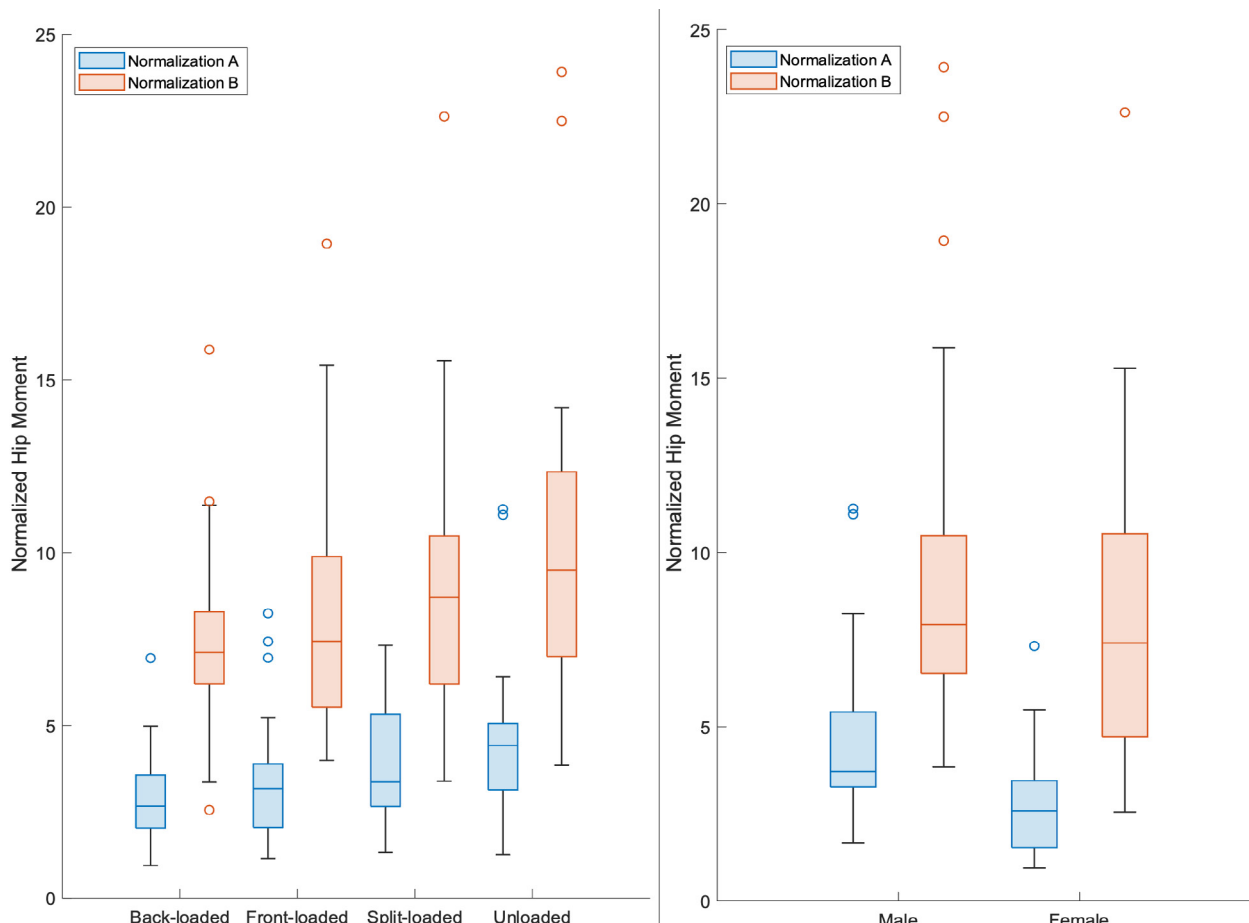 25
20
15
10
5
0
Normalized Hip Moment
Normalization A
Normalization B
Back-loaded
Front-loaded
Split-loaded
Unloaded
25
20
15
10
5
0
Normalized Hip Moment
Normalization A
Normalization B
Male
Female